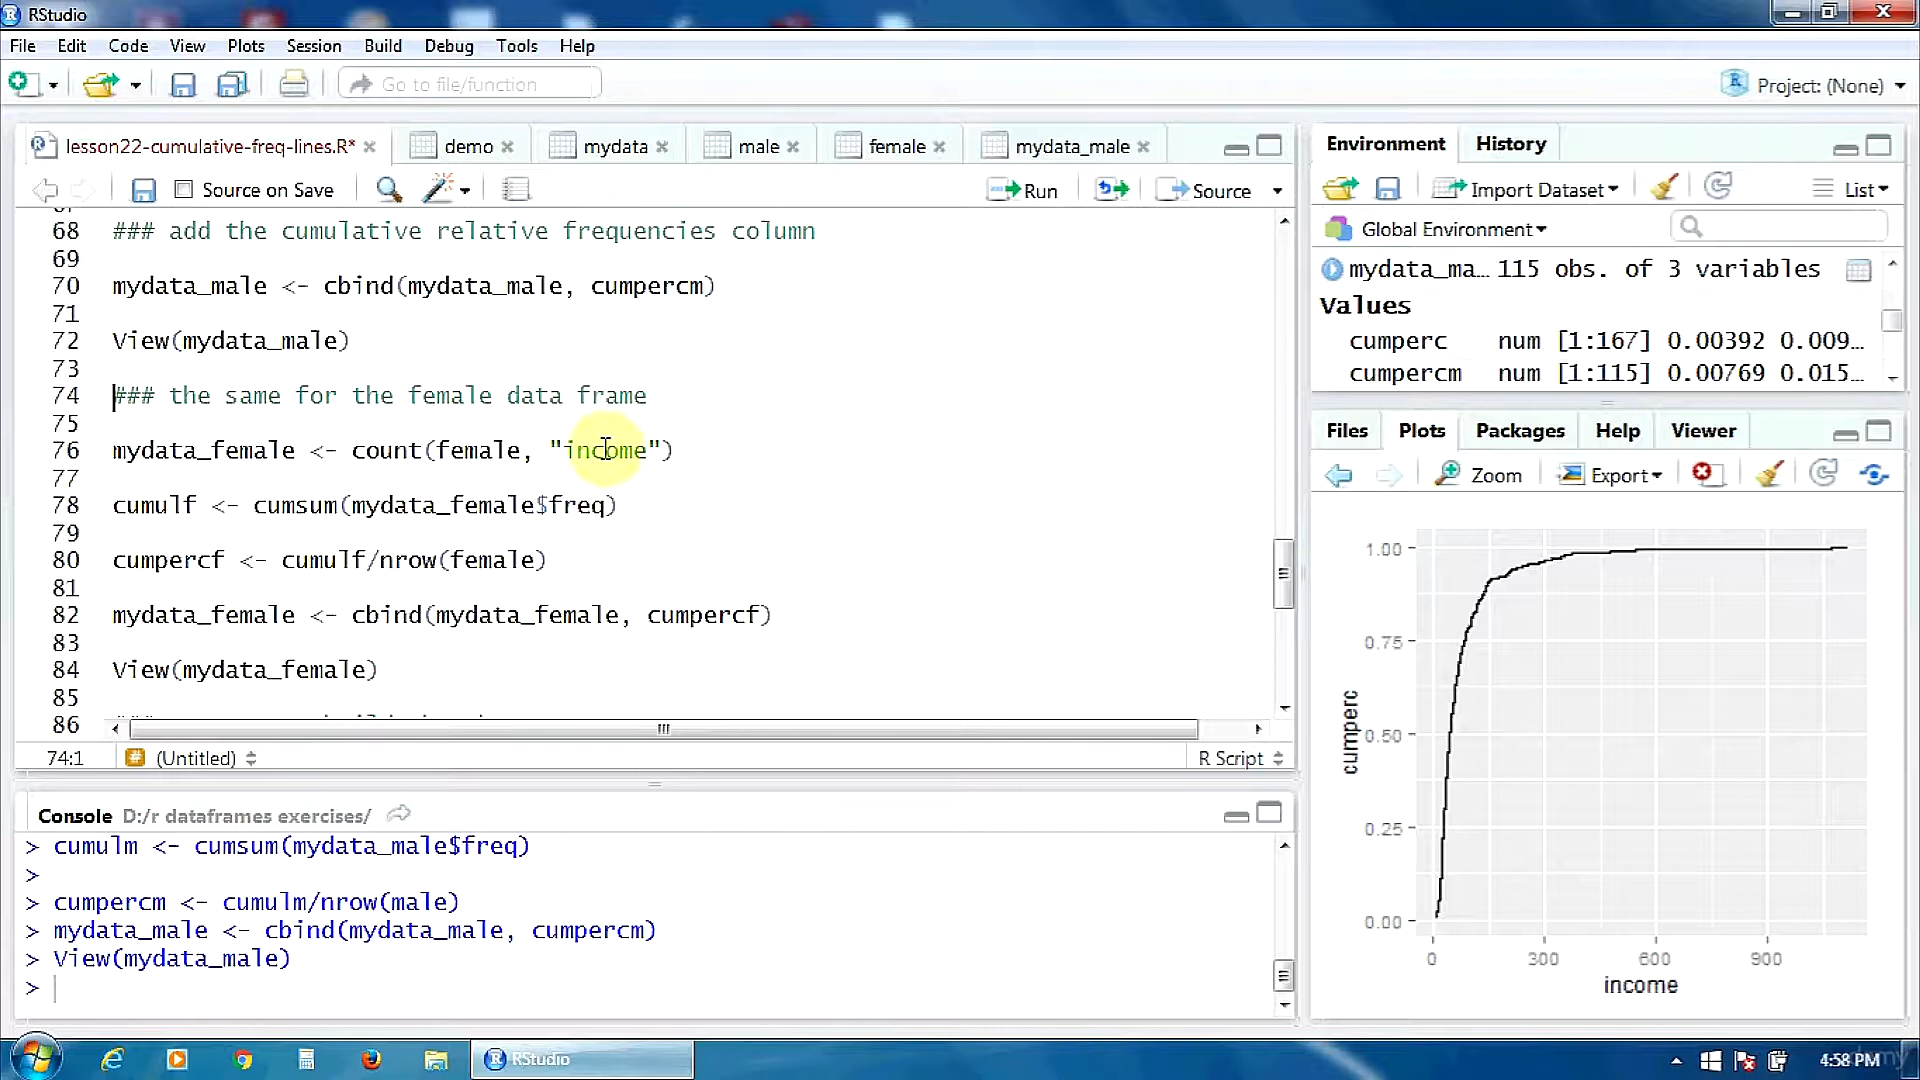 RStudio
File Edit Code View Plots Session Build Debug Tools Help
Go to file/function
Project: (None)
lesson22-cumulative-freq-lines.R* demo mydata male female mydata_male
Source on Save Run Source
68 ### add the cumulative relative frequencies column
69
70 mydata_male <- cbind(mydata_male, cumpercm)
71
72 View(mydata_male)
73
74 ### the same for the female data frame
75
76 mydata_female <- count(female, "income")
77
78 cumulf <- cumsum(mydata_female$freq)
79
80 cumpercf <- cumulf/nrow(female)
81
82 mydata_female <- cbind(mydata_female, cumpercf)
83
84 View(mydata_female)
85
86
74:1 (Untitled) R Script
Console D:/r dataframes exercises/
> cumulm <- cumsum(mydata_male$freq)
>
> cumpercm <- cumulm/nrow(male)
> mydata_male <- cbind(mydata_male, cumpercm)
> View(mydata_male)
>
Environment History
Import Dataset List
Global Environment
mydata_ma... 115 obs. of 3 variables
Values
cumperc num [1:167] 0.00392 0.009...
cumpercm num [1:115] 0.00769 0.015...
Files Plots Packages Help Viewer
Zoom Export
1.00
0.75
0.50
0.25
0.00
cumperc
0 300 600 900
income
RStudio
4:58 PM